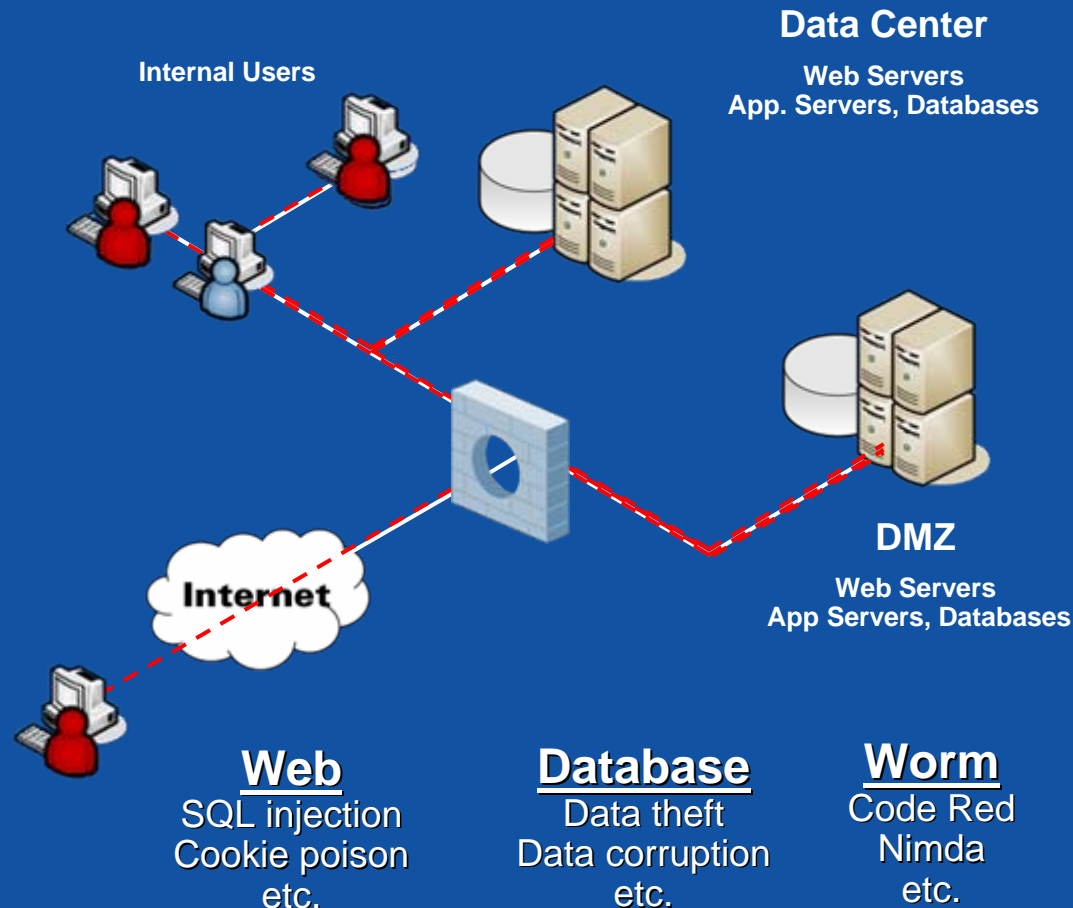 Data Center
Web Servers
App. Servers, Databases
Internal Users
Internet
DMZ
Web Servers
App Servers, Databases
Web
SQL injection
Cookie poison
etc.
Database
Data theft
Data corruption
etc.
Worm
Code Red
Nimda
etc.